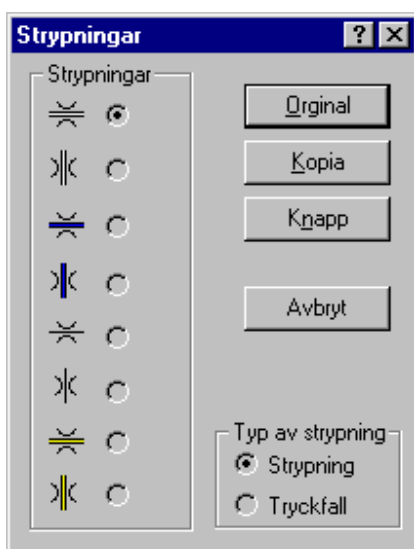 Strypningar
Strypningar
Orginal
Kopia
Knapp
Avbryt
Typ av strypning
Strypning
Tryckfall